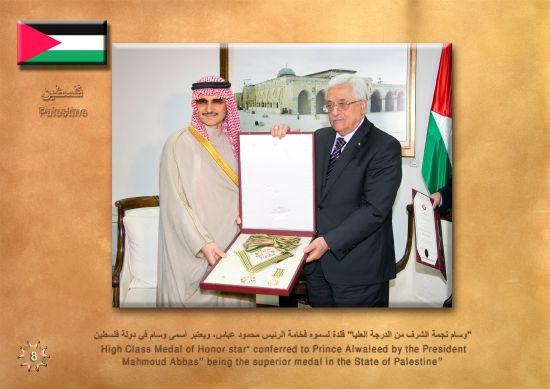 فلسطين
Palestine
"وسام نجمة الشرف من الدرجة العليا" قلدة لسموه فخامة الرئيس محمود عباس، ويعتبر أسمى وسام في دولة فلسطين
High Class Medal of Honor star" conferred to Prince Alwaleed by the President
Mahmoud Abbas" being the superior medal in the State of Palestine"
8